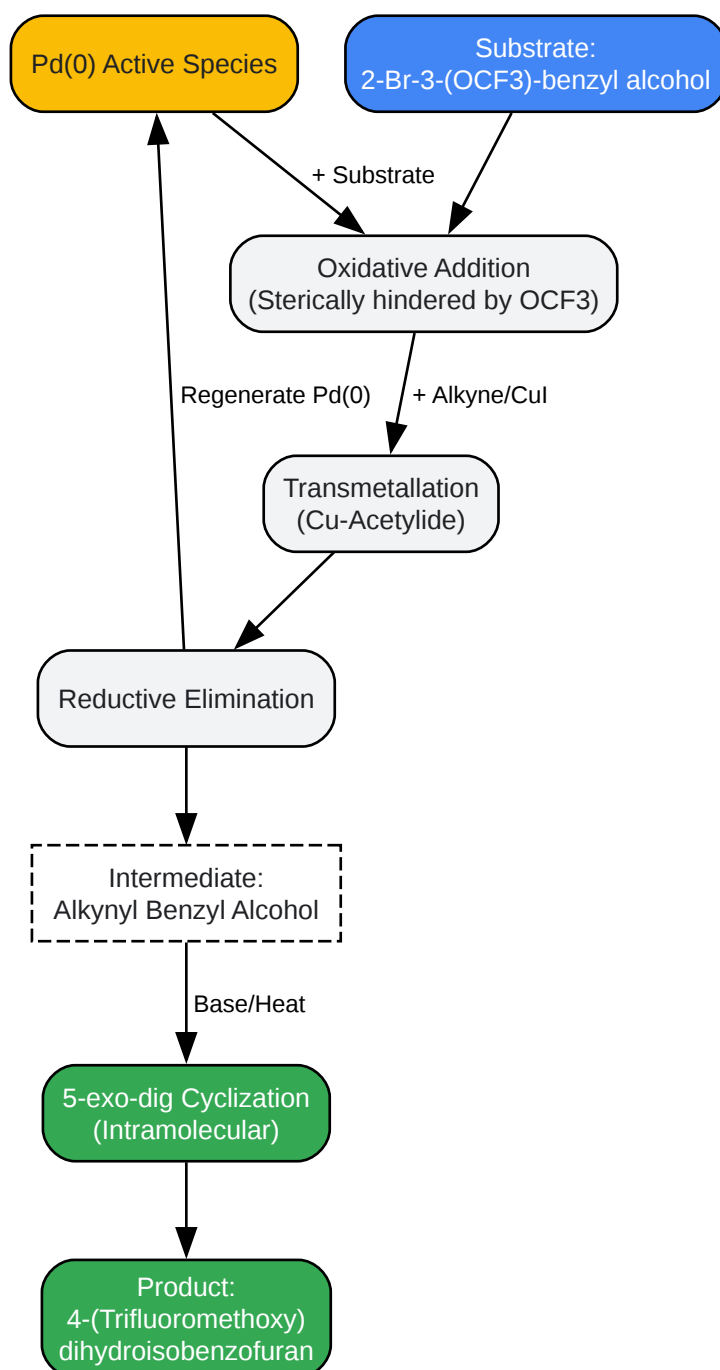 Pd(0) Active Species
Substrate:
2-Br-3-(OCF3)-benzyl alcohol
+ Substrate
Oxidative Addition
(Sterically hindered by OCF3)
Regenerate Pd(0)
+ Alkyne/CuI
Transmetallation
(Cu-Acetylide)
Reductive Elimination
Intermediate:
Alkynyl Benzyl Alcohol
Base/Heat
5-exo-dig Cyclization
(Intramolecular)
Product:
4-(Trifluoromethoxy)
dihydroisobenzofuran